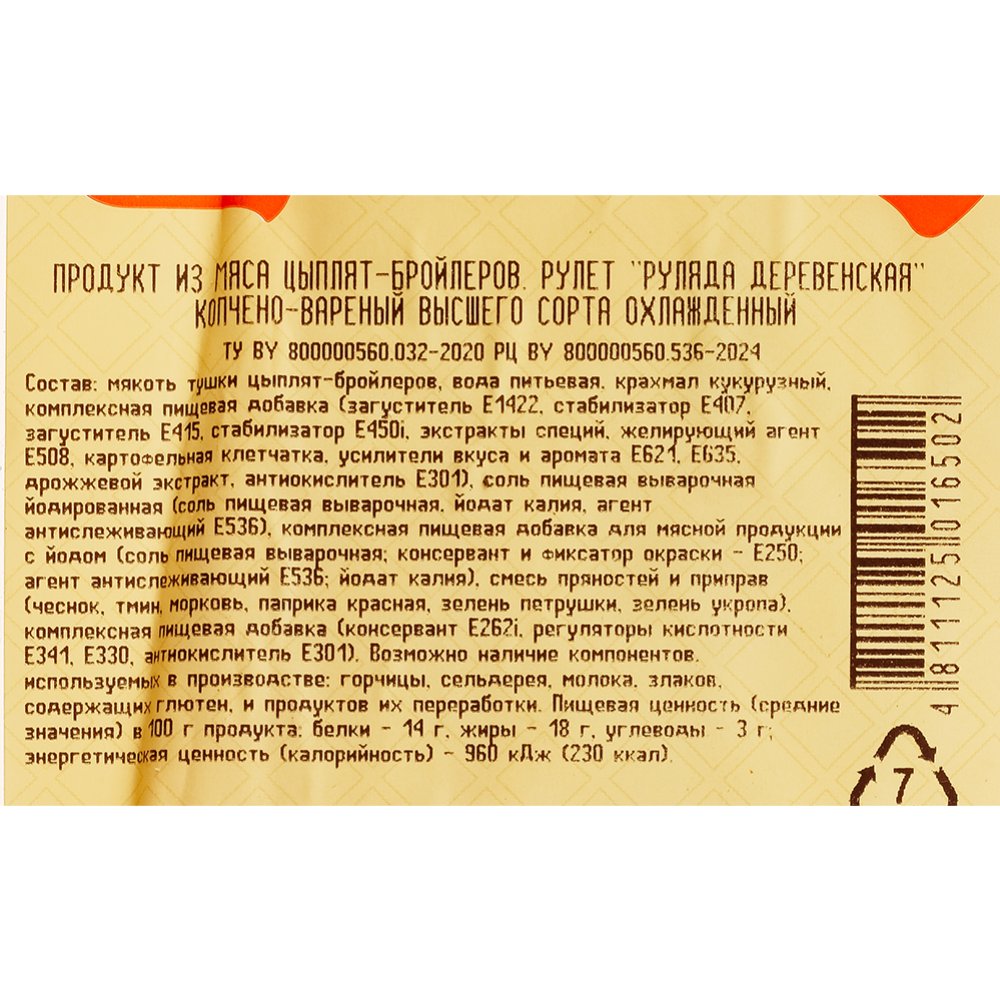 ПРОДУКТ ИЗ МЯСА ЦЫПЛЯТ-БРОЙЛЕРОВ. РУЛЕТ "РУЛЯДА ДЕРЕВЕНСКАЯ"
КОПЧЕНО-ВАРЕНЫЙ ВЫСШЕГО СОРТА ОХЛАЖДЕННЫЙ
ТУ BY 800000560.032-2020 РЦ BY 800000560.536-2024
Состав: мякоть тушки цыплят-бройлеров, вода питьевая, крахмал кукурузный,
комплексная пищевая добавка (загуститель Е1422, стабилизатор Е407,
загуститель Е415, стабилизатор Е450i, экстракты специй, желирующий агент
Е508, картофельная клетчатка, усилители вкуса и аромата Е621, Е635,
дрожжевой экстракт, антиокислитель Е301), соль пищевая выварочная
йодированная (соль пищевая выварочная, йодат калия, агент
антислеживающий Е536), комплексная пищевая добавка для мясной продукции
с йодом (соль пищевая выварочная; консервант и фиксатор окраски - Е250;
агент антислеживающий Е536; йодат калия), смесь пряностей и приправ
(чеснок, тмин, морковь, паприка красная, зелень петрушки, зелень укропа),
комплексная пищевая добавка (консервант Е262i, регуляторы кислотности
Е341, Е330, антиокислитель Е301). Возможно наличие компонентов,
используемых в производстве: горчицы, сельдерея, молока, злаков,
содержащих глютен, и продуктов их переработки. Пищевая ценность (средние
значения) в 100 г продукта: белки - 14 г, жиры - 18 г, углеводы - 3 г;
энергетическая ценность (калорийность) - 960 кДж (230 ккал).
4 811125 016502
7